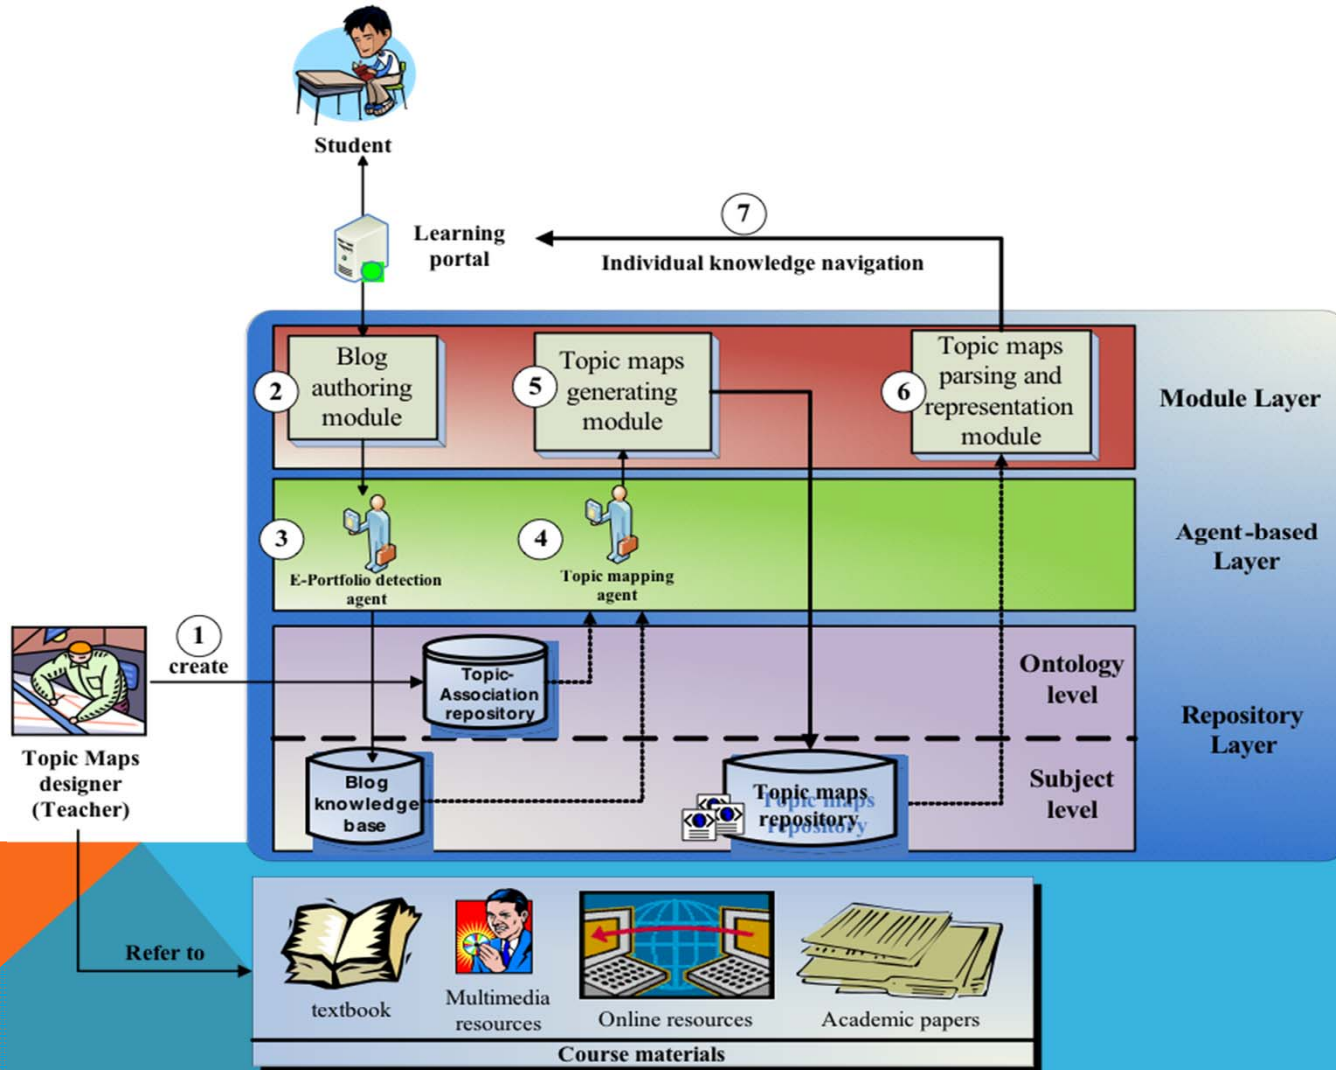 Student
Learning
portal
7
Individual knowledge navigation
2
Blog
authoring
module
5
Topic maps
generating
module
6
Topic maps
parsing and
representation
module
Module Layer
3
E-Portfolio detection
agent
4
Topic mapping
agent
Agent-based
Layer
1
create
Topic-
Association
repository
Ontology
level
Repository
Layer
Topic Maps
designer
(Teacher)
Blog
knowledge
base
Topic maps
repository
Subject
level
Refer to
textbook
Multimedia
resources
Online resources
Academic papers
Course materials